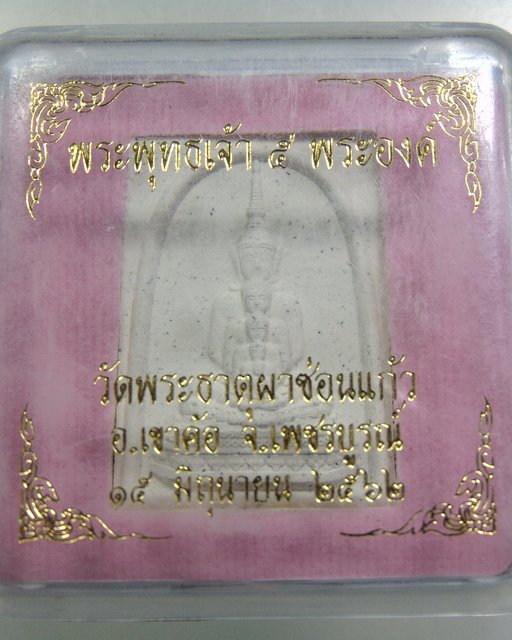 พระพุทธเจ้า ๕ พระองค์
วัดพระธาตุผาซ่อนแก้ว
อ.เขาค้อ จ.เพชรบูรณ์
๑๕ มิถุนายน ๒๕๖๒